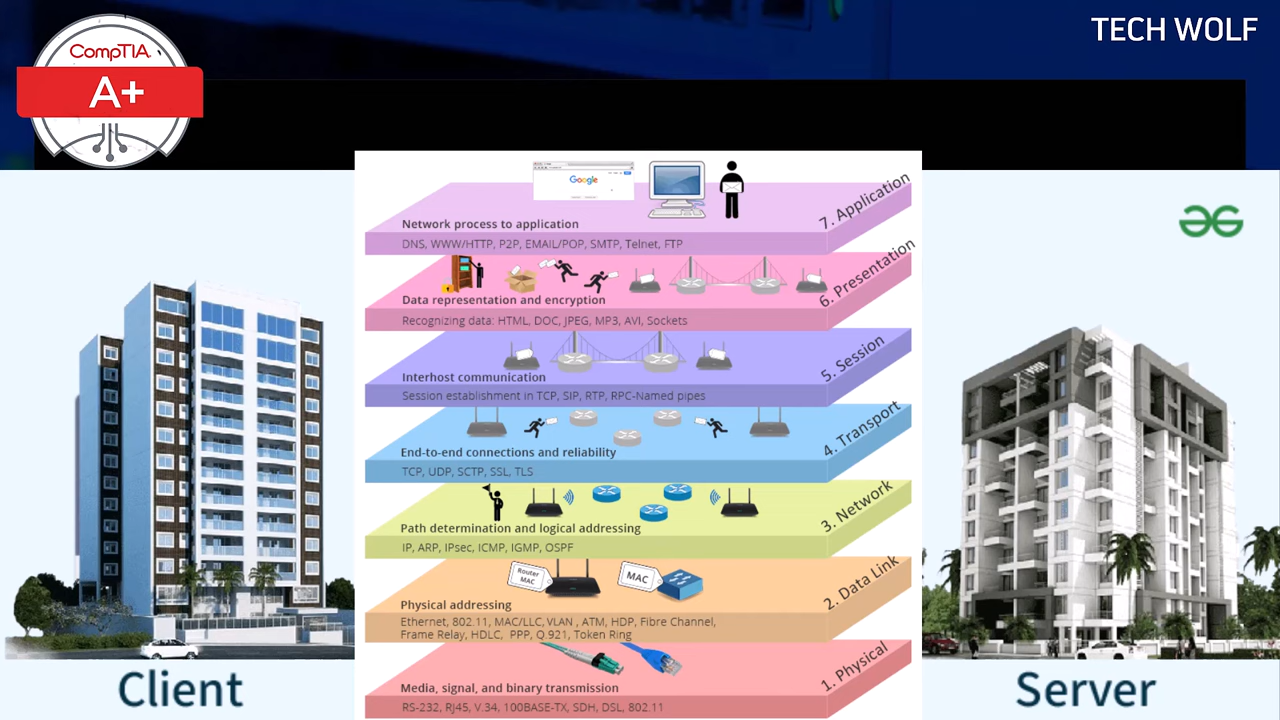 TECH WOLF
CompTIA.
A+
Google
Network process to application
7. Application
DNS, WWW/HTTP, P2P, EMAIL/POP, SMTP, Telnet, FTP
Data representation and encryption
6. Presentation
Recognizing data: HTML, DOC, JPEG, MP3, AVI, Sockets
Interhost communication
5. Session
Session establishment in TCP, SIP, RTP, RPC-Named pipes
End-to-end connections and reliability
4. Transport
TCP, UDP, SCTP, SSL, TLS
Path determination and logical addressing
3. Network
IP, ARP, IPsec, ICMP, IGMP, OSPF
Router
MAC
MAC
Physical addressing
2. Data Link
Ethernet, 802.11, MAC/LLC, VLAN , ATM, HDP, Fibre Channel,
Frame Relay, HDLC, PPP, Q.921, Token Ring
Media, signal, and binary transmission
1. Physical
RS-232, RJ45, V.34, 100BASE-TX, SDH, DSL, 802.11
Client
Server